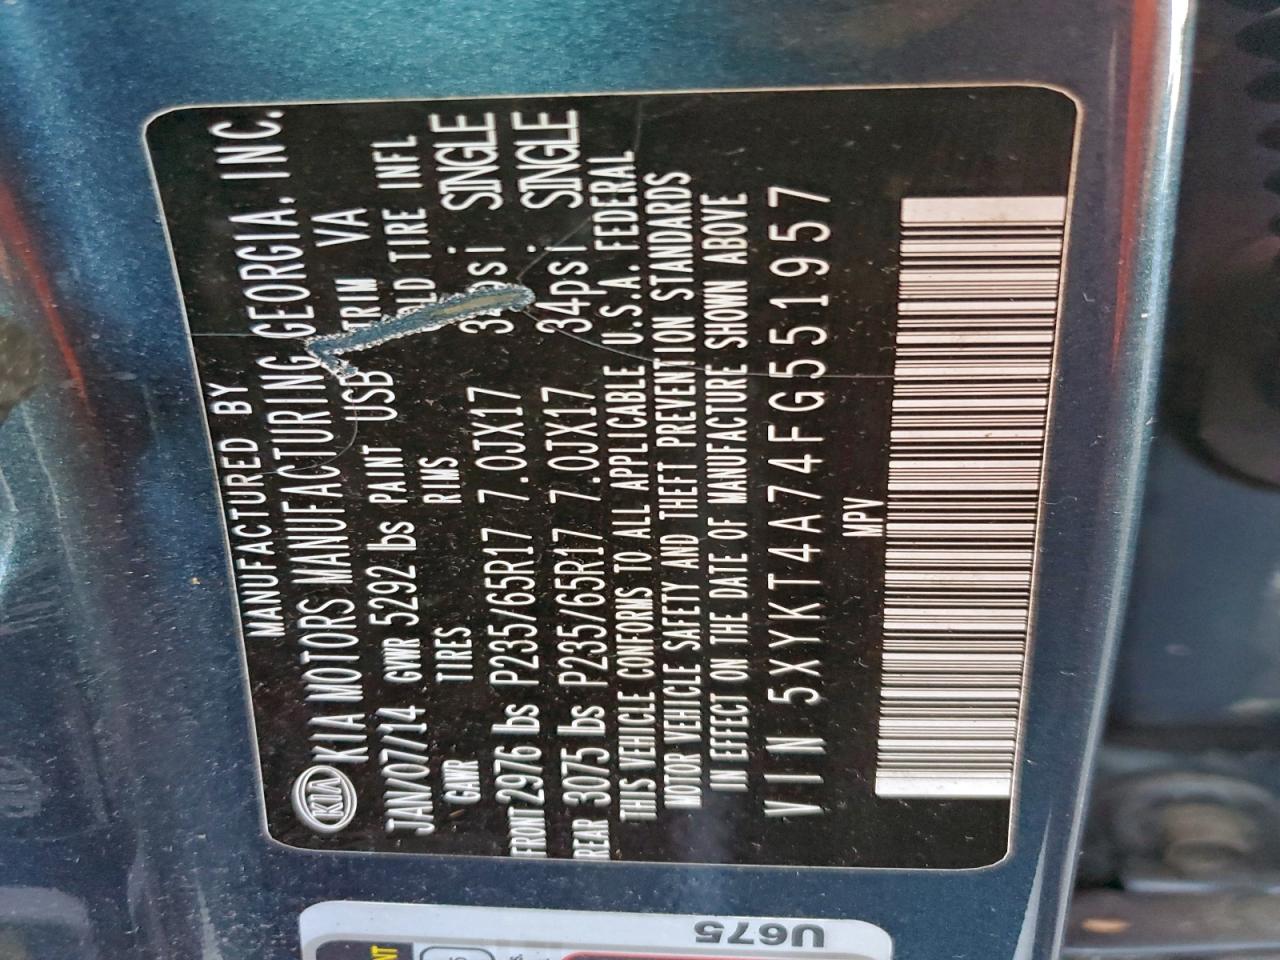 MANUFACTURED BY
KIA KIA MOTORS MANUFACTURING GEORGIA, INC.
JAN/07/14 GVWR 5292 lbs PAINT USB TRIM VA
GAWR TIRES RIMS COLD TIRE INFL
FRONT 2976 lbs P235/65R17 7.0JX17 34psi SINGLE
REAR 3075 lbs P235/65R17 7.0JX17 34psi SINGLE
THIS VEHICLE CONFORMS TO ALL APPLICABLE U.S.A. FEDERAL
MOTOR VEHICLE SAFETY AND THEFT PREVENTION STANDARDS
IN EFFECT ON THE DATE OF MANUFACTURE SHOWN ABOVE
VIN 5XYKT4A74FG551957
MPV
U675